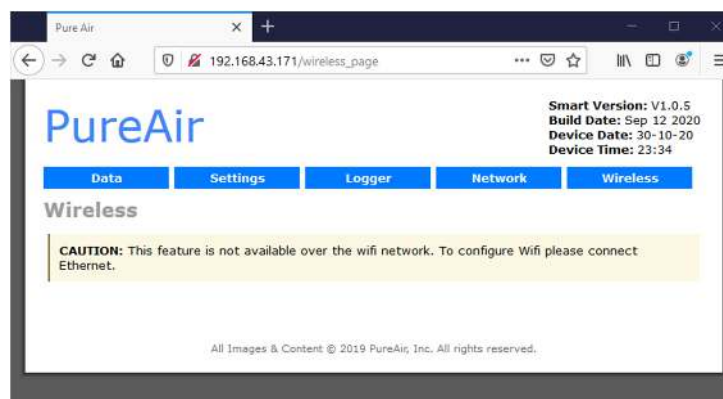 Pure Air
192.168.43.171/wireless_page
PureAir
Smart Version: V1.0.5
Build Date: Sep 12 2020
Device Date: 30-10-20
Device Time: 23:34
Data Settings Logger Network Wireless
Wireless
CAUTION: This feature is not available over the wifi network. To configure Wifi please connect
Ethernet.
All Images & Content © 2019 PureAir, Inc. All rights reserved.